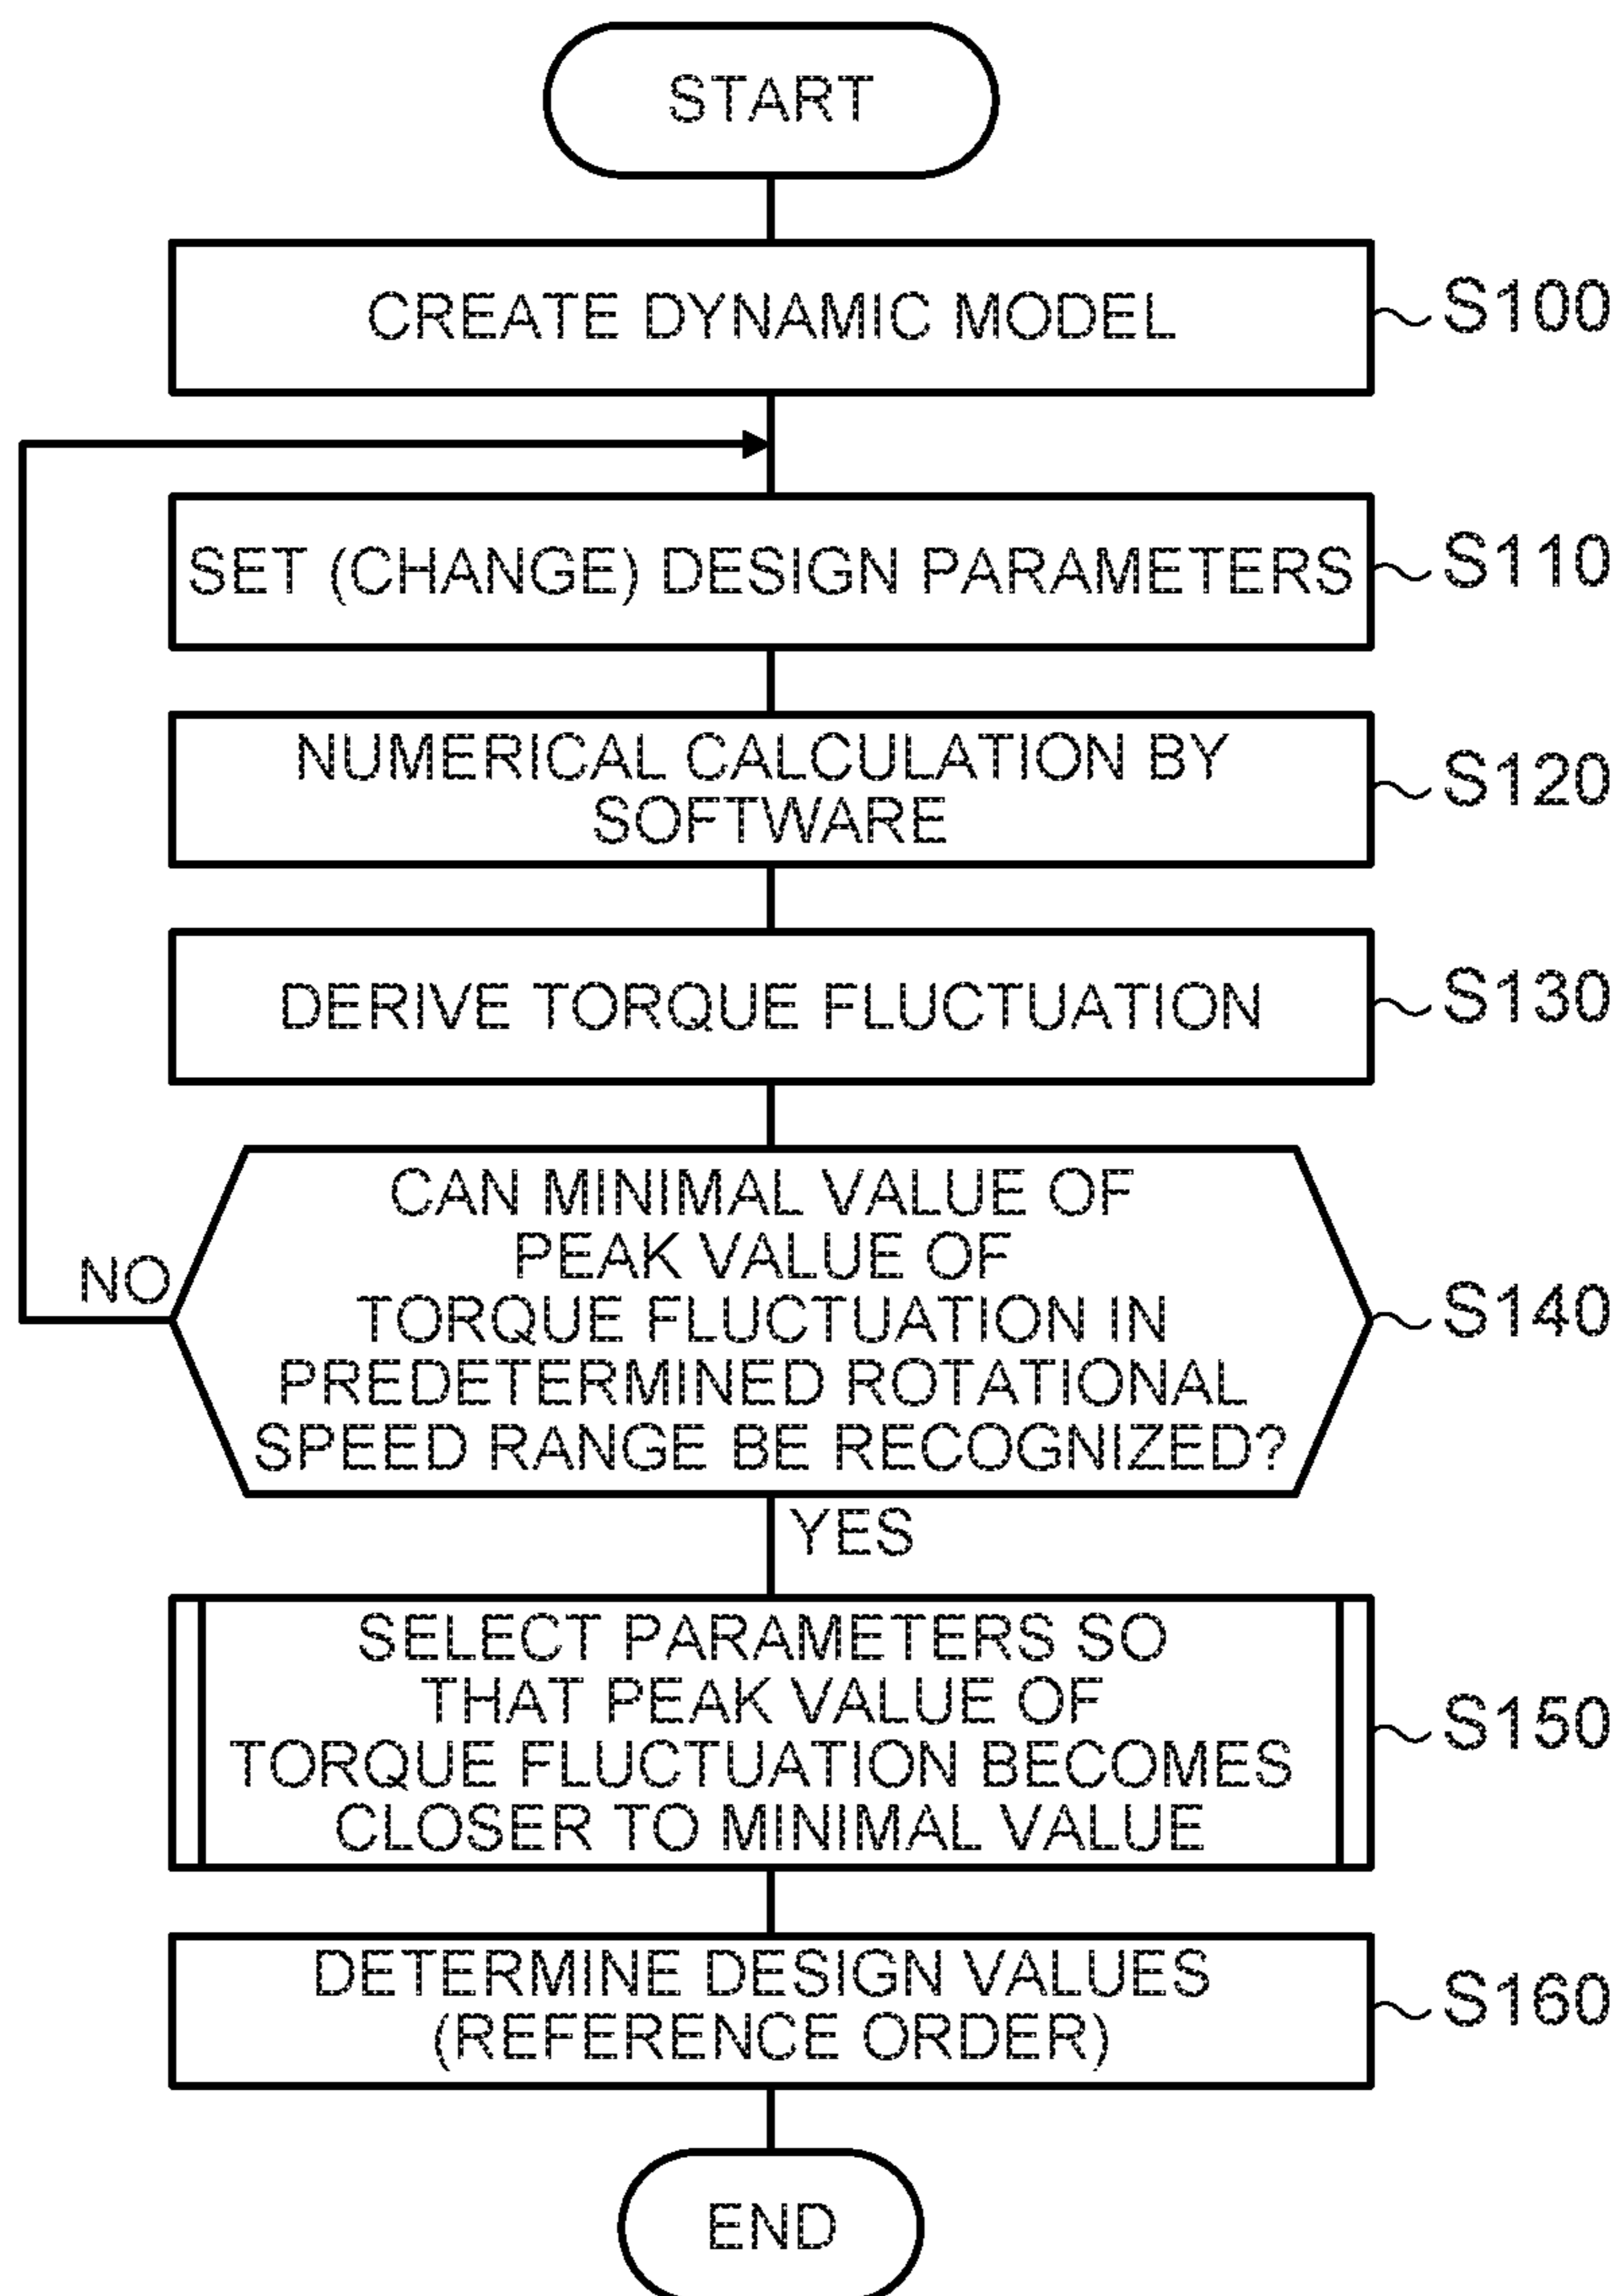 START
CREATE DYNAMIC MODEL
S100
SET (CHANGE) DESIGN PARAMETERS
S110
NUMERICAL CALCULATION BY
SOFTWARE
S120
DERIVE TORQUE FLUCTUATION
S130
CAN MINIMAL VALUE OF
PEAK VALUE OF
TORQUE FLUCTUATION IN
PREDETERMINED ROTATIONAL
SPEED RANGE BE RECOGNIZED?
S140
NO
YES
SELECT PARAMETERS SO
THAT PEAK VALUE OF
TORQUE FLUCTUATION BECOMES
CLOSER TO MINIMAL VALUE
S150
DETERMINE DESIGN VALUES
(REFERENCE ORDER)
S160
END